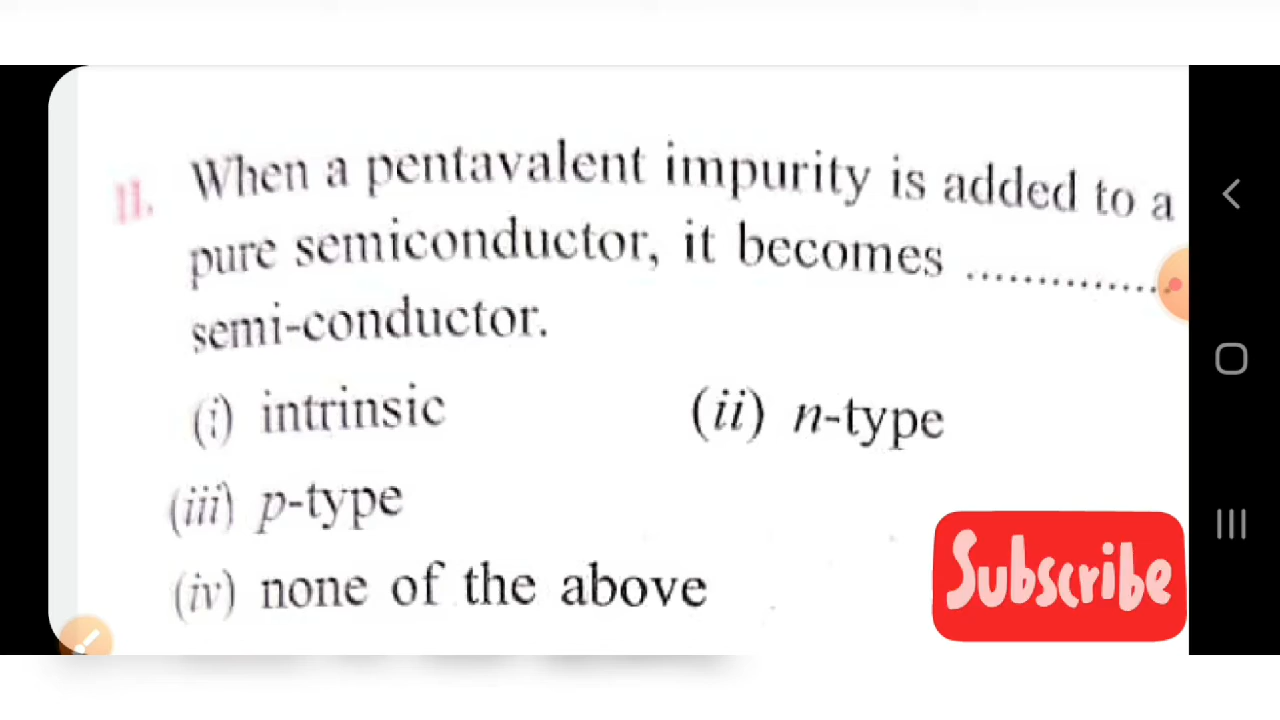 11. When a pentavalent impurity is added to a
pure semiconductor, it becomes ...............
semi-conductor.
(i) intrinsic (ii) n-type
(iii) p-type
(iv) none of the above
Subscribe